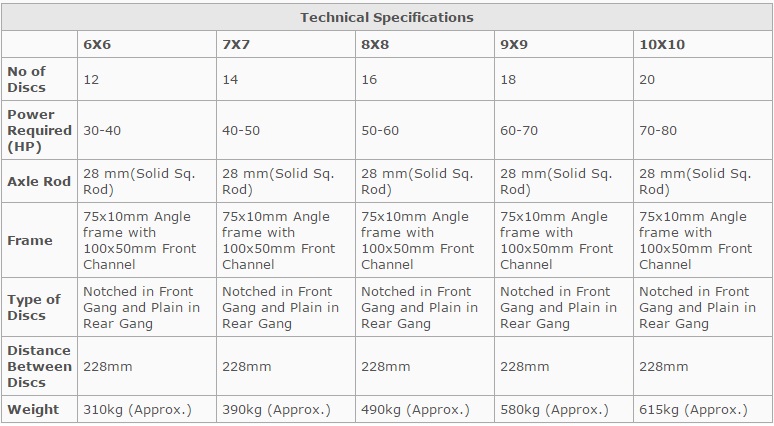 Technical Specifications
6X6 7X7 8X8 9X9 10X10
No of
Discs 12 14 16 18 20
Power
Required
(HP) 30-40 40-50 50-60 60-70 70-80
Axle Rod 28 mm(Solid Sq. 28 mm(Solid Sq. 28 mm(Solid Sq. 28 mm(Solid Sq. 28 mm(Solid Sq.
Rod) Rod) Rod) Rod) Rod)
Frame 75x10mm Angle 75x10mm Angle 75x10mm Angle 75x10mm Angle 75x10mm Angle
frame with frame with frame with frame with frame with
100x50mm Front 100x50mm Front 100x50mm Front 100x50mm Front 100x50mm Front
Channel Channel Channel Channel Channel
Type of
Discs Notched in Front Notched in Front Notched in Front Notched in Front Notched in Front
Gang and Plain in Gang and Plain in Gang and Plain in Gang and Plain in Gang and Plain in
Rear Gang Rear Gang Rear Gang Rear Gang Rear Gang
Distance
Between
Discs 228mm 228mm 228mm 228mm 228mm
Weight 310kg (Approx.) 390kg (Approx.) 490kg (Approx.) 580kg (Approx.) 615kg (Approx.)